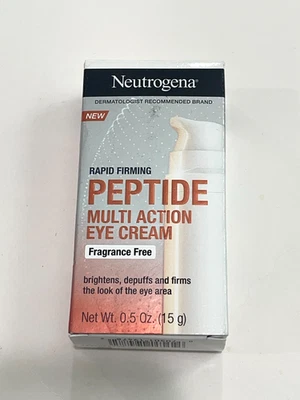 Neutrogena®
DERMATOLOGIST RECOMMENDED BRAND
NEW
RAPID FIRMING
PEPTIDE
MULTI ACTION
EYE CREAM
Fragrance Free
brightens, depuffs and firms
the look of the eye area
Net Wt. 0.5 Oz. (15 g)